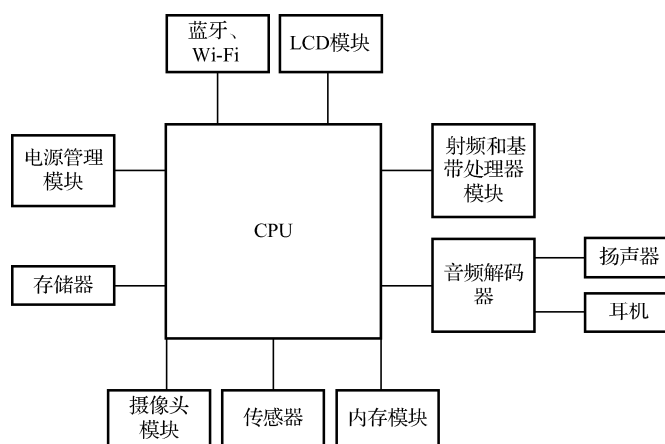 蓝牙、
Wi-Fi
LCD模块
电源管理
模块
射频和基
带处理器
模块
CPU
存储器
音频解码
器
扬声器
耳机
摄像头
模块
传感器
内存模块